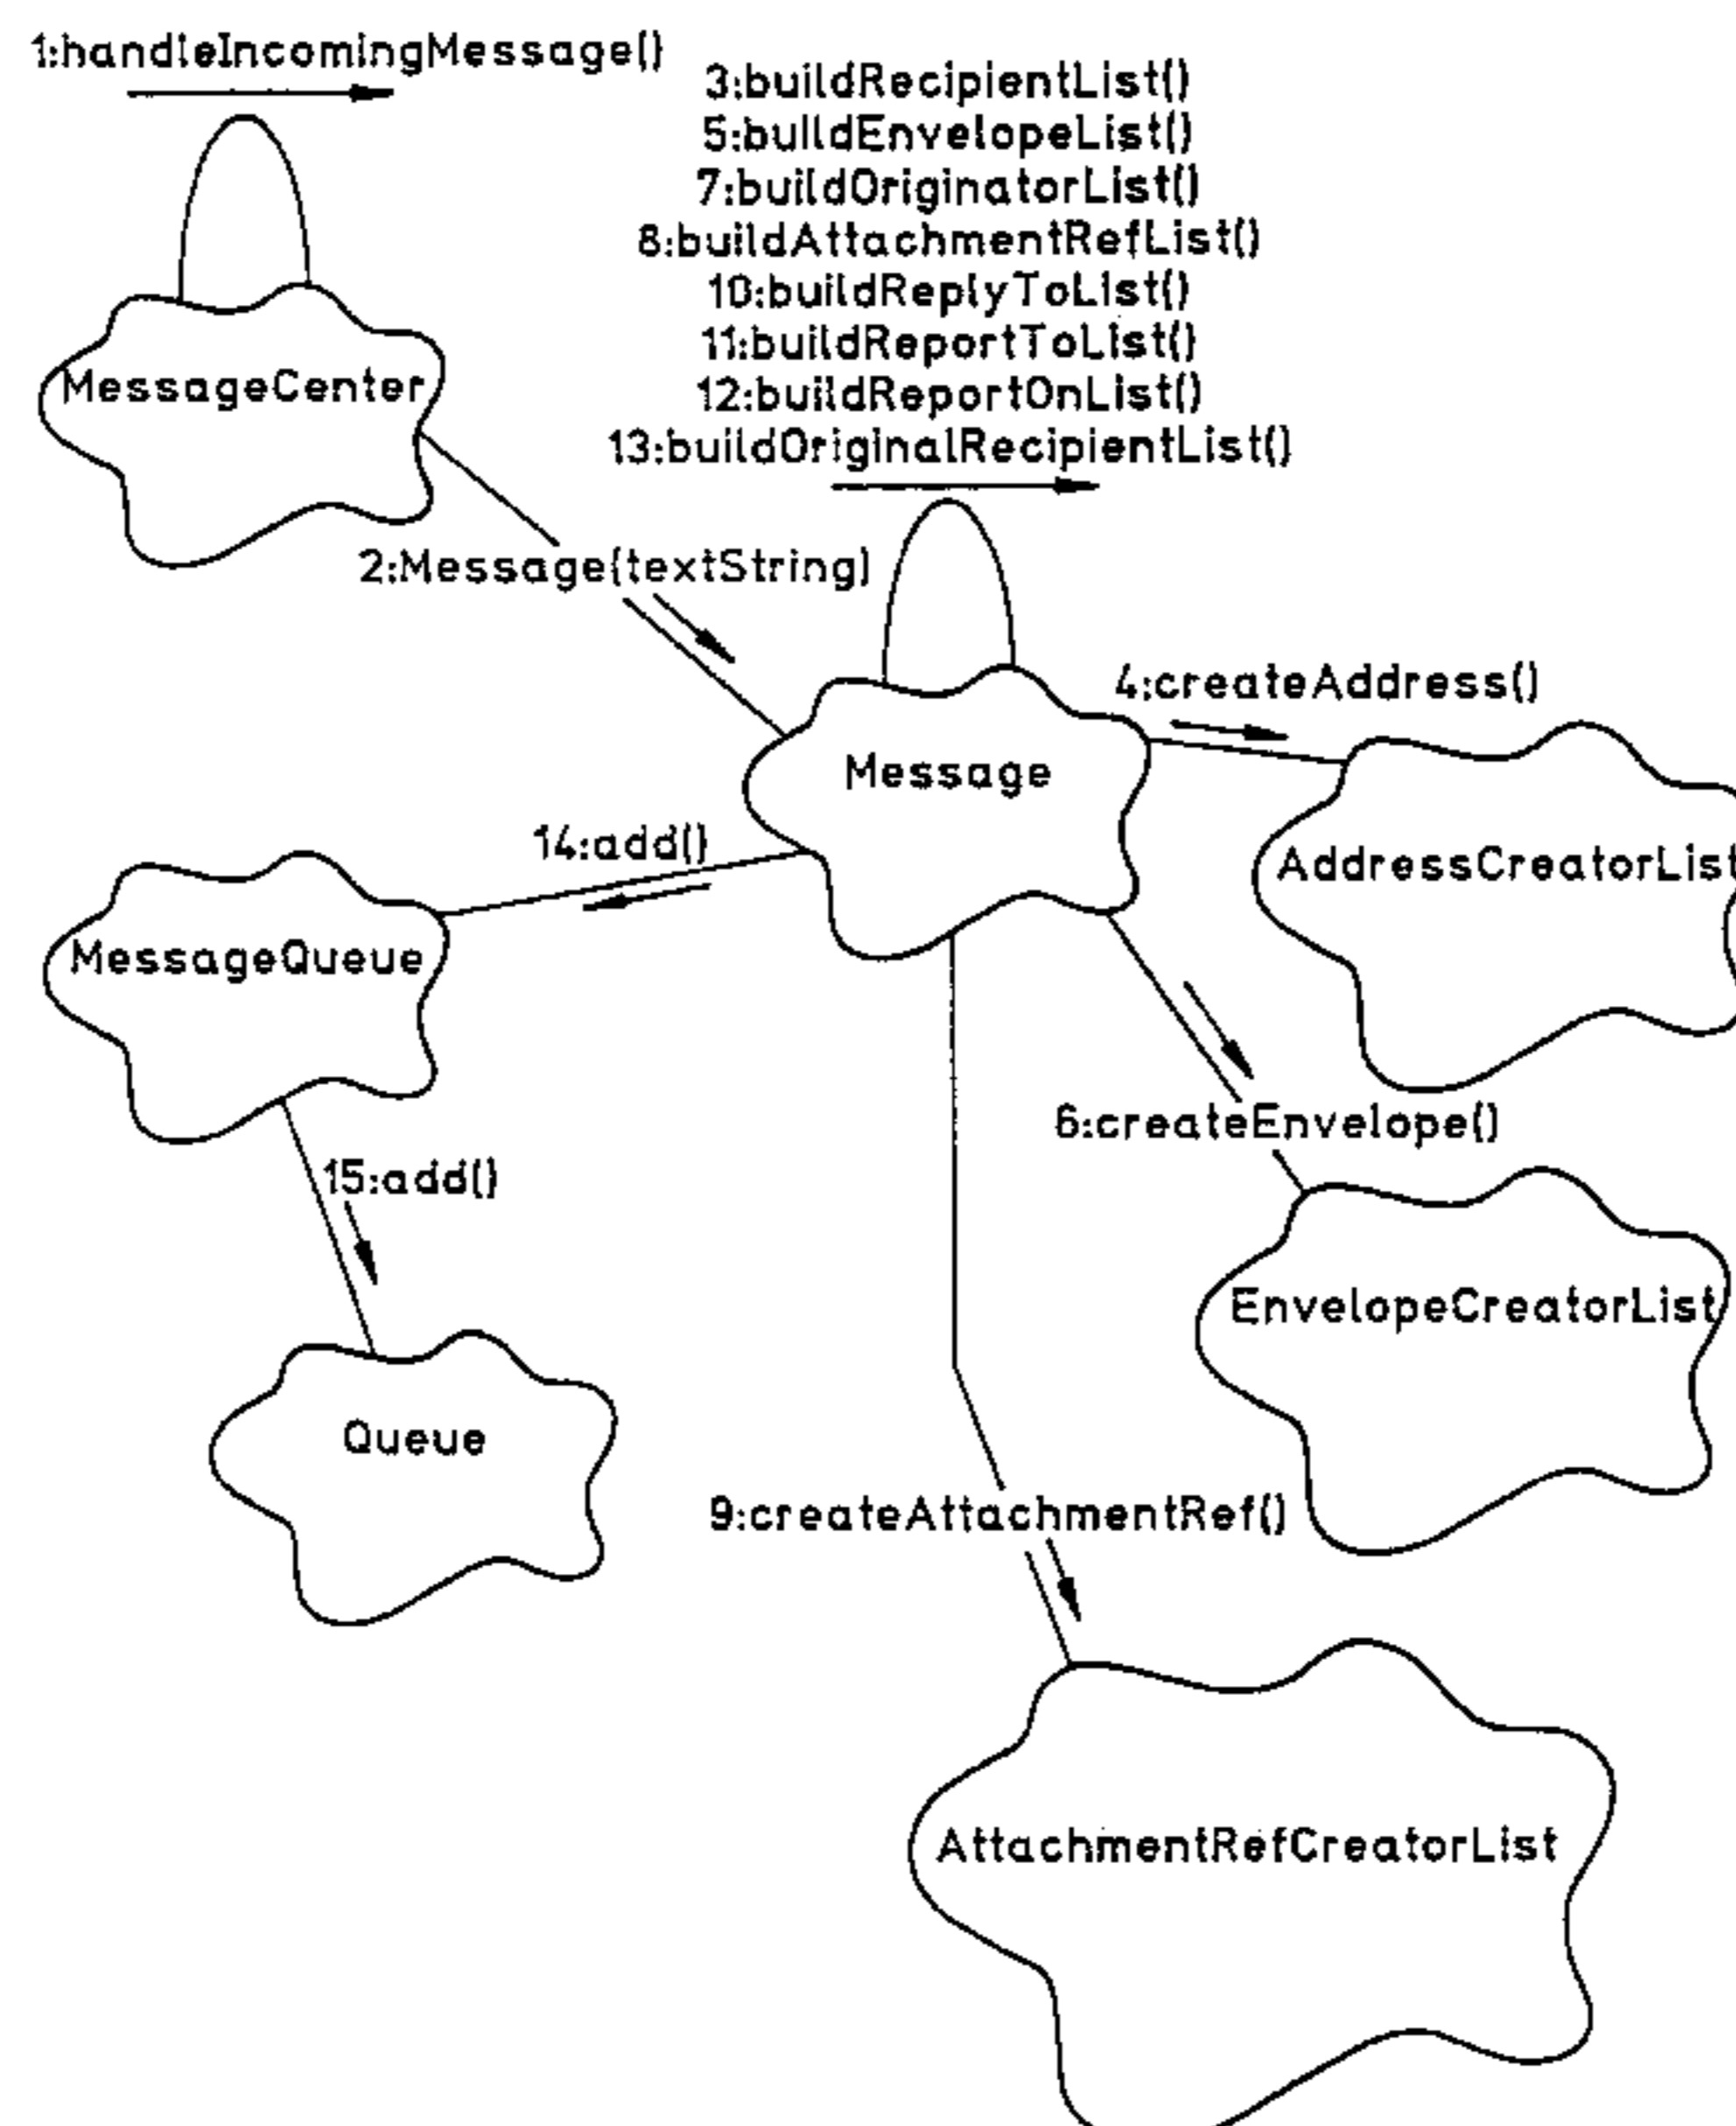 1:handleIncomingMessage()
3:buildRecipientList()
5:buildEnvelopeList()
7:buildOriginatorList()
8:buildAttachmentRefList()
10:buildReplyToList()
11:buildReportToList()
12:buildReportOnList()
13:buildOriginalRecipientList()
MessageCenter
2:Message(textString)
4:createAddress()
Message
14:add()
AddressCreatorList
MessageQueue
6:createEnvelope()
15:add()
EnvelopeCreatorList
Queue
9:createAttachmentRef()
AttachmentRefCreatorList